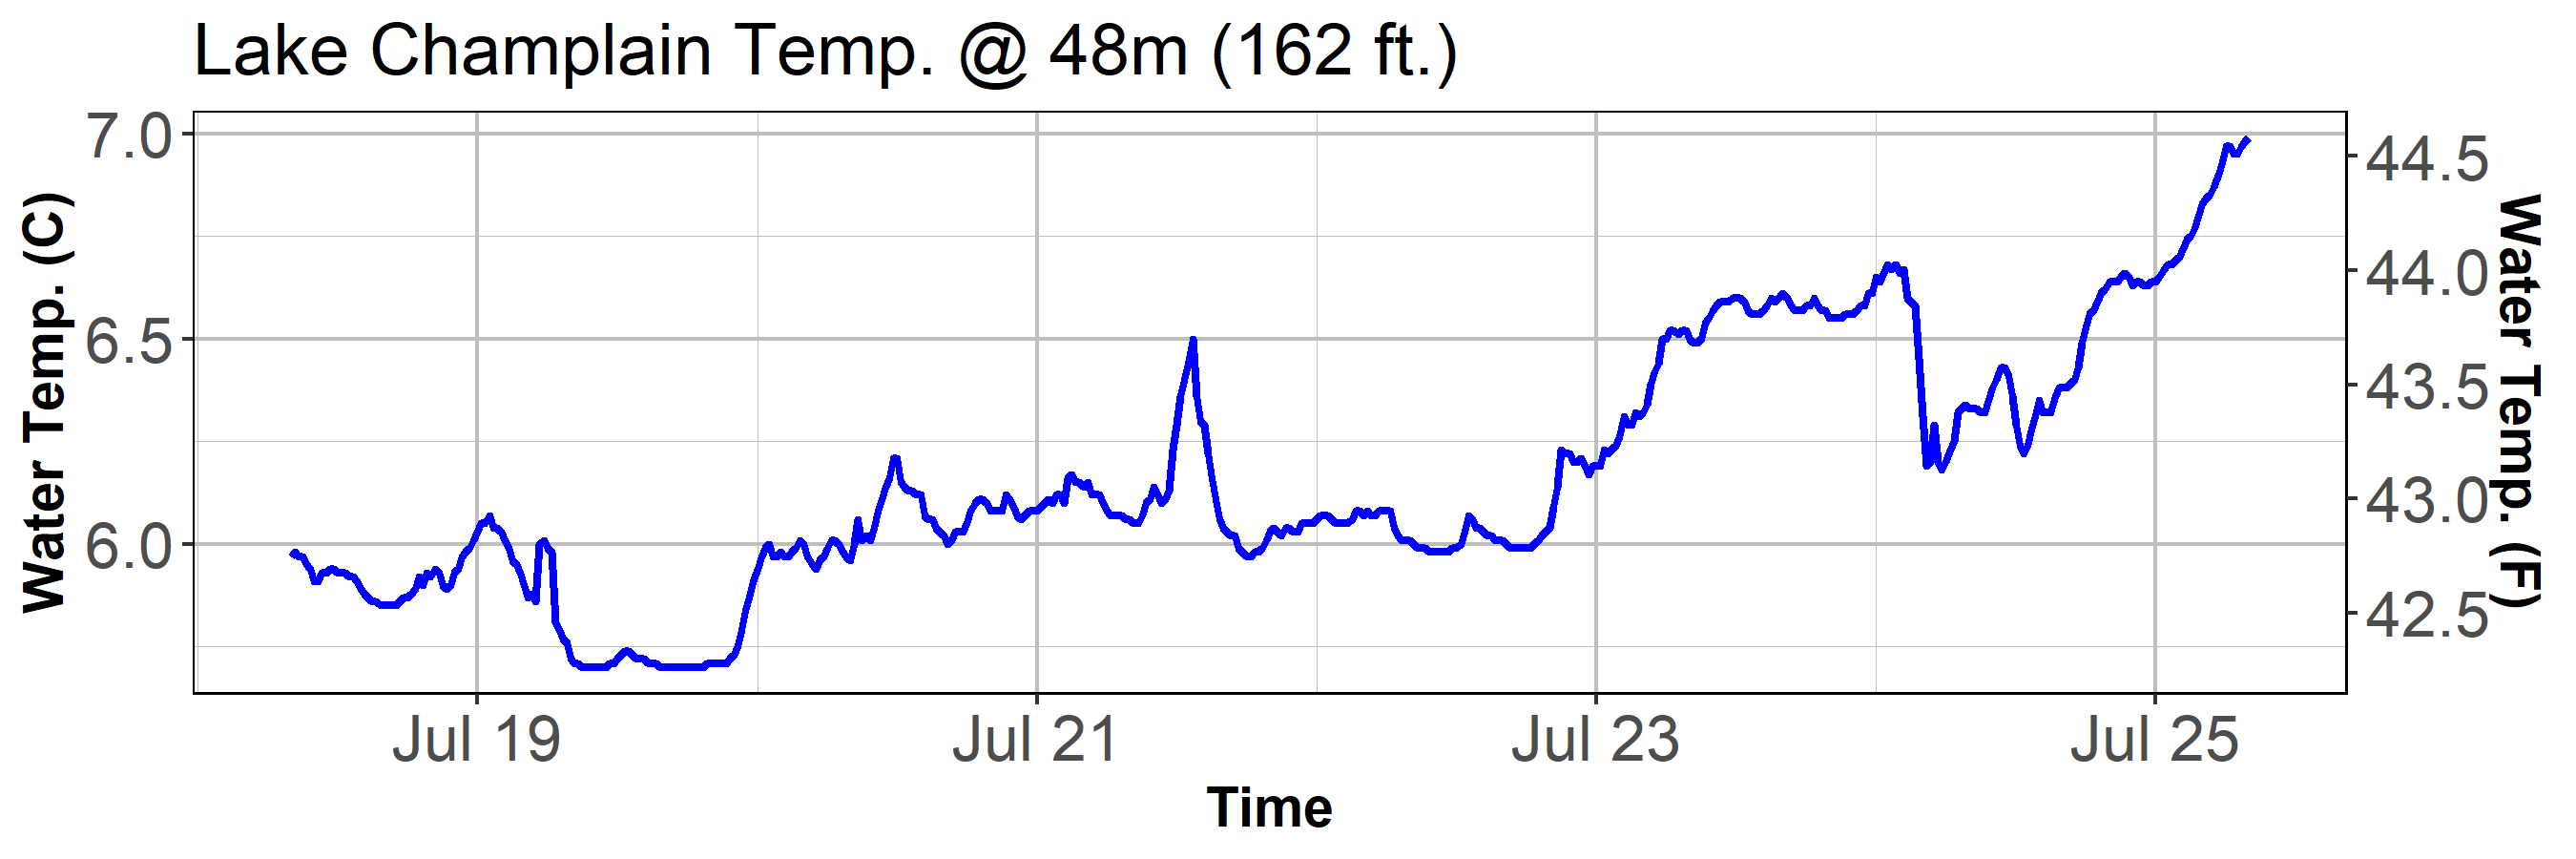 Lake Champlain Temp. @ 48m (162 ft.)
7.0
6.5
6.0
Water Temp. (C)
44.5
44.0
43.5
43.0
42.5
Water Temp. (F)
Jul 19
Jul 21
Jul 23
Jul 25
Time